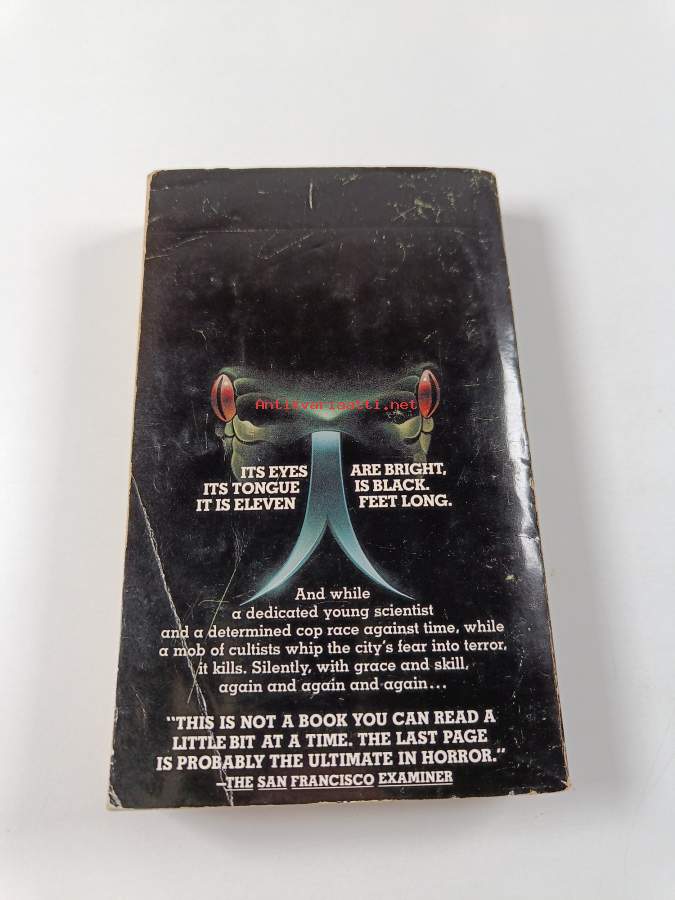 Antikvariaatti.net
ITS EYES ARE BRIGHT,
ITS TONGUE IS BLACK.
IT IS ELEVEN FEET LONG.
And while
a dedicated young scientist
and a determined cop race against time, while
a mob of cultists whip the city's fear into terror,
it kills. Silently, with grace and skill,
again and again and again...
"THIS IS NOT A BOOK YOU CAN READ A
LITTLE BIT AT A TIME. THE LAST PAGE
IS PROBABLY THE ULTIMATE IN HORROR."
—THE SAN FRANCISCO EXAMINER